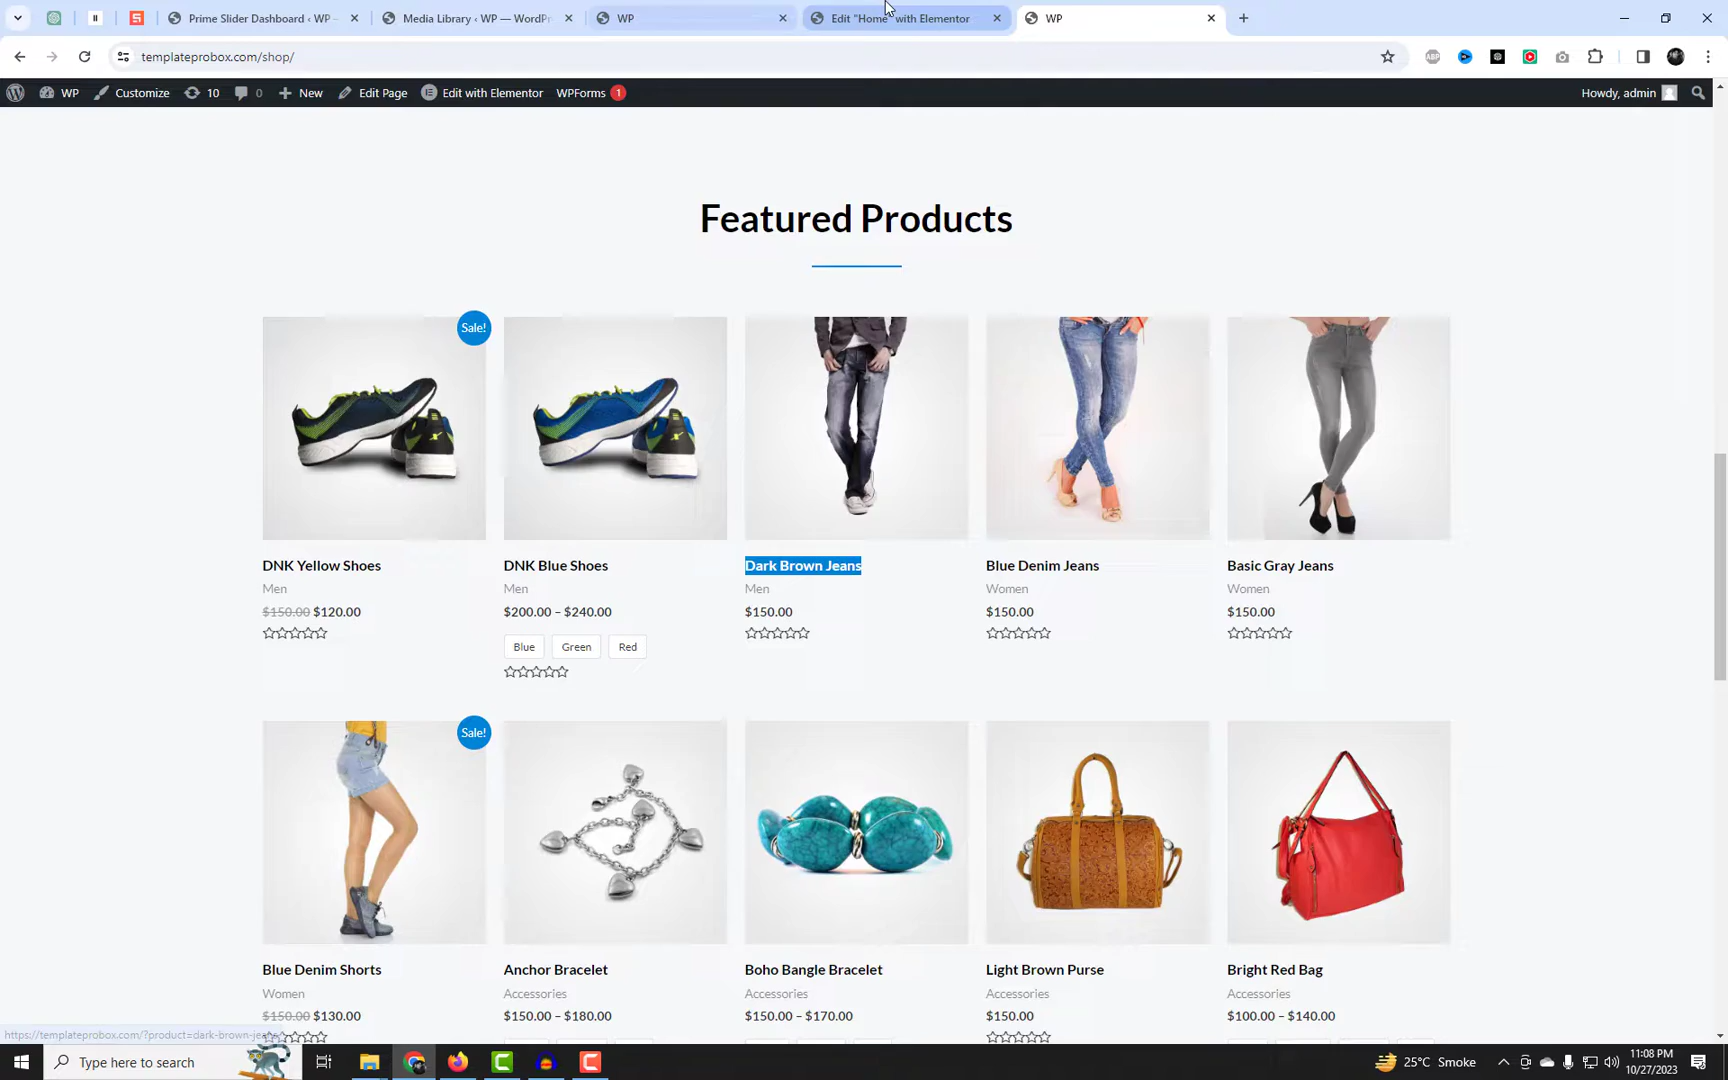 Prime Slider Dashboard ‹ WP –
Media Library ‹ WP — WordPr
WP
Edit "Home" with Elementor
WP
templateprobox.com/shop/
ABP
WP
Customize
10
0
New
Edit Page
Edit with Elementor
WPForms
1
Howdy, admin
Featured Products
Sale!
DNK Yellow Shoes
Men
$150.00 $120.00
DNK Blue Shoes
Men
$200.00 – $240.00
Blue
Green
Red
Dark Brown Jeans
Men
$150.00
Blue Denim Jeans
Women
$150.00
Basic Gray Jeans
Women
$150.00
Sale!
Blue Denim Shorts
Women
$150.00 $130.00
Anchor Bracelet
Accessories
$150.00 – $180.00
Boho Bangle Bracelet
Accessories
$150.00 – $170.00
Light Brown Purse
Accessories
$150.00
Bright Red Bag
Accessories
$100.00 – $140.00
https://templateprobox.com/?product=dark-brown-jeans
Type here to search
25°C Smoke
11:08 PM
10/27/2023